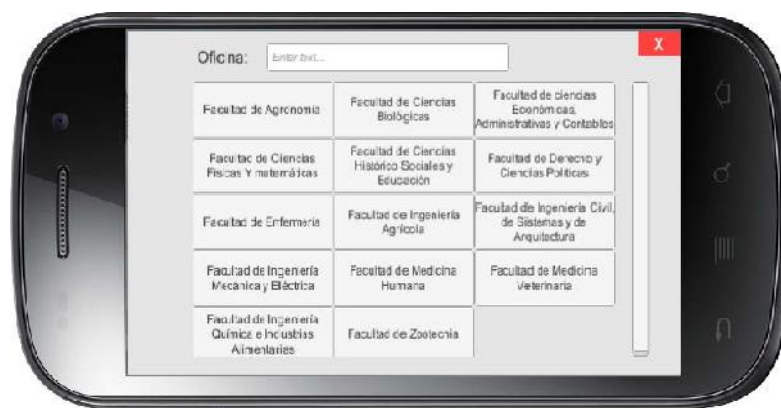 Oficina:
Enter text...
X
Facultad de Agronomía
Facultad de Ciencias
Biológicas
Facultad de ciencias
Económicas,
Administrativas y Contables
Facultad de Ciencias
Físicas Y matemáticas
Facultad de Ciencias
Histórico Sociales y
Educación
Facultad de Derecho y
Ciencias Políticas
Facultad de Enfermería
Facultad de Ingeniería
Agrícola
Facultad de Ingeniería Civil,
de Sistemas y de
Arquitectura
Facultad de Ingeniería
Mecánica y Eléctrica
Facultad de Medicina
Humana
Facultad de Medicina
Veterinaria
Facultad de Ingeniería
Química e Industrias
Alimentarias
Facultad de Zootecnia